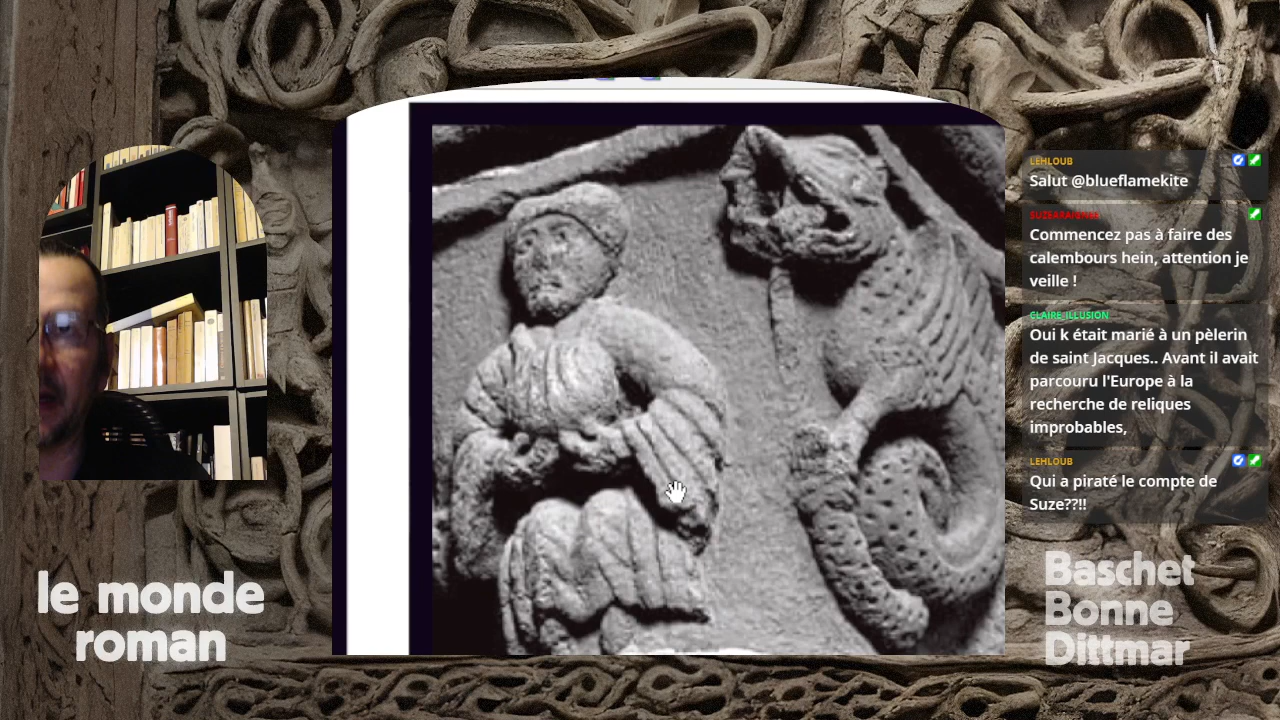 LEHLOUB
Salut @blueflamekite
SUZEARAIGNEE
Commencez pas à faire des
calembours hein, attention je
veille !
CLAIRE_ILLUSION
Oui k était marié à un pèlerin
de saint Jacques.. Avant il avait
parcouru l'Europe à la
recherche de reliques
improbables,
LEHLOUB
Qui a piraté le compte de
Suze??!!
le monde
roman
Baschet
Bonne
Dittmar